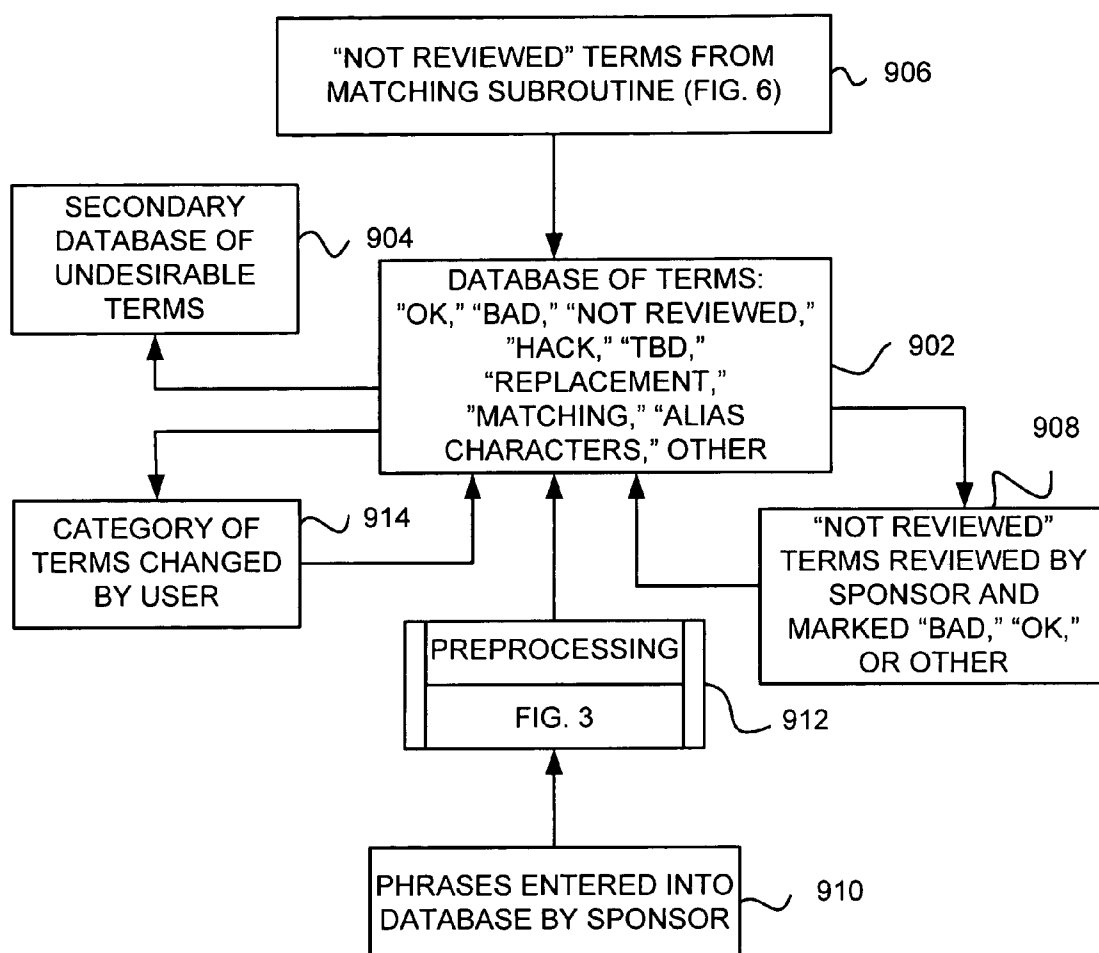 “NOT REVIEWED” TERMS FROM
MATCHING SUBROUTINE (FIG. 6)
906
SECONDARY
DATABASE OF
UNDESIRABLE
TERMS
904
DATABASE OF TERMS:
”OK,” “BAD,” “NOT REVIEWED,”
”HACK,” “TBD,”
“REPLACEMENT,”
”MATCHING,” “ALIAS
CHARACTERS,” OTHER
902
908
CATEGORY OF
TERMS CHANGED
BY USER
914
“NOT REVIEWED”
TERMS REVIEWED BY
SPONSOR AND
MARKED “BAD,” “OK,”
OR OTHER
PREPROCESSING
FIG. 3
912
PHRASES ENTERED INTO
DATABASE BY SPONSOR
910